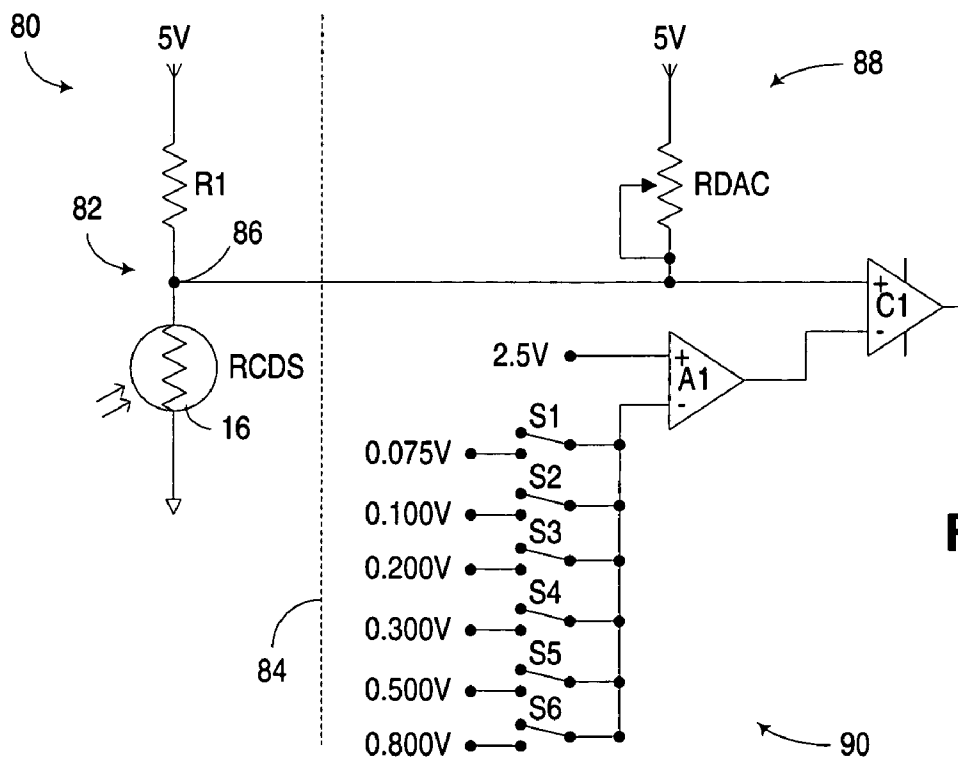 80
5V
5V
88
R1
RDAC
82
86
+
C1
-
RCDS
2.5V
+
A1
-
16
S1
0.075V
S2
0.100V
S3
0.200V
S4
0.300V
84
S5
0.500V
S6
0.800V
90
F